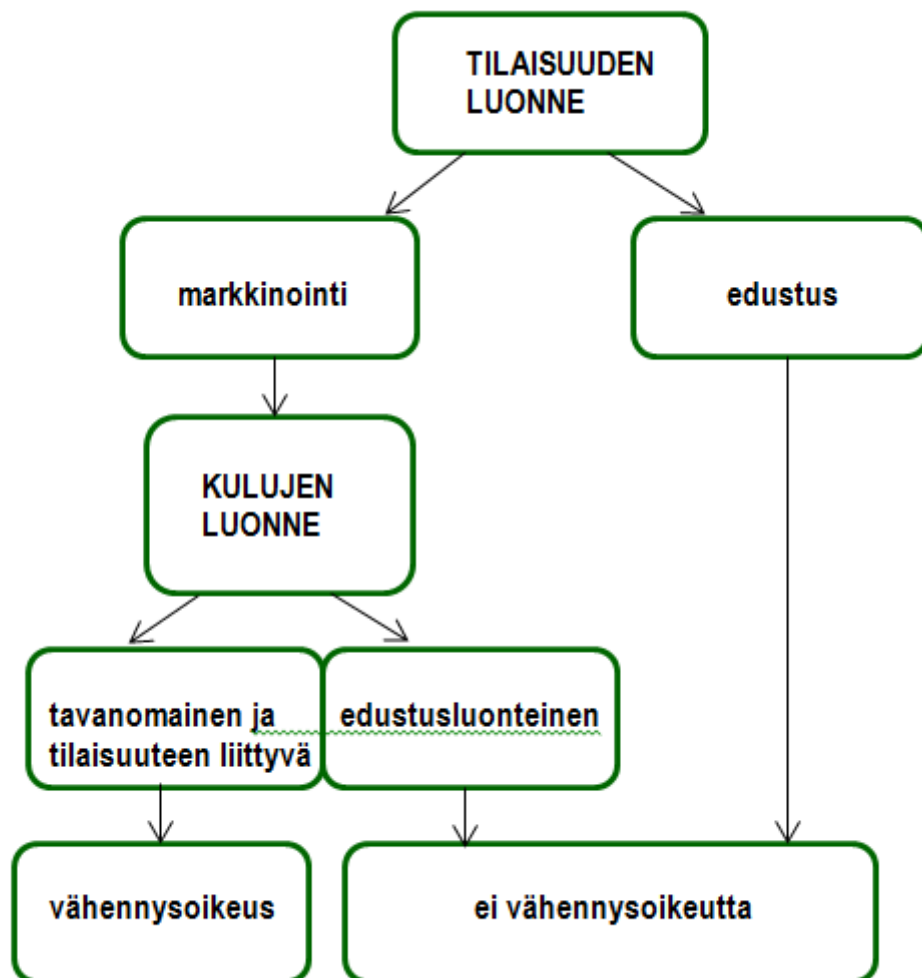 TILAISUUDEN
LUONNE
markkinointi
edustus
KULUJEN
LUONNE
tavanomainen ja
tilaisuuteen liittyvä
edustusluonteinen
vähennysoikeus
ei vähennysoikeutta